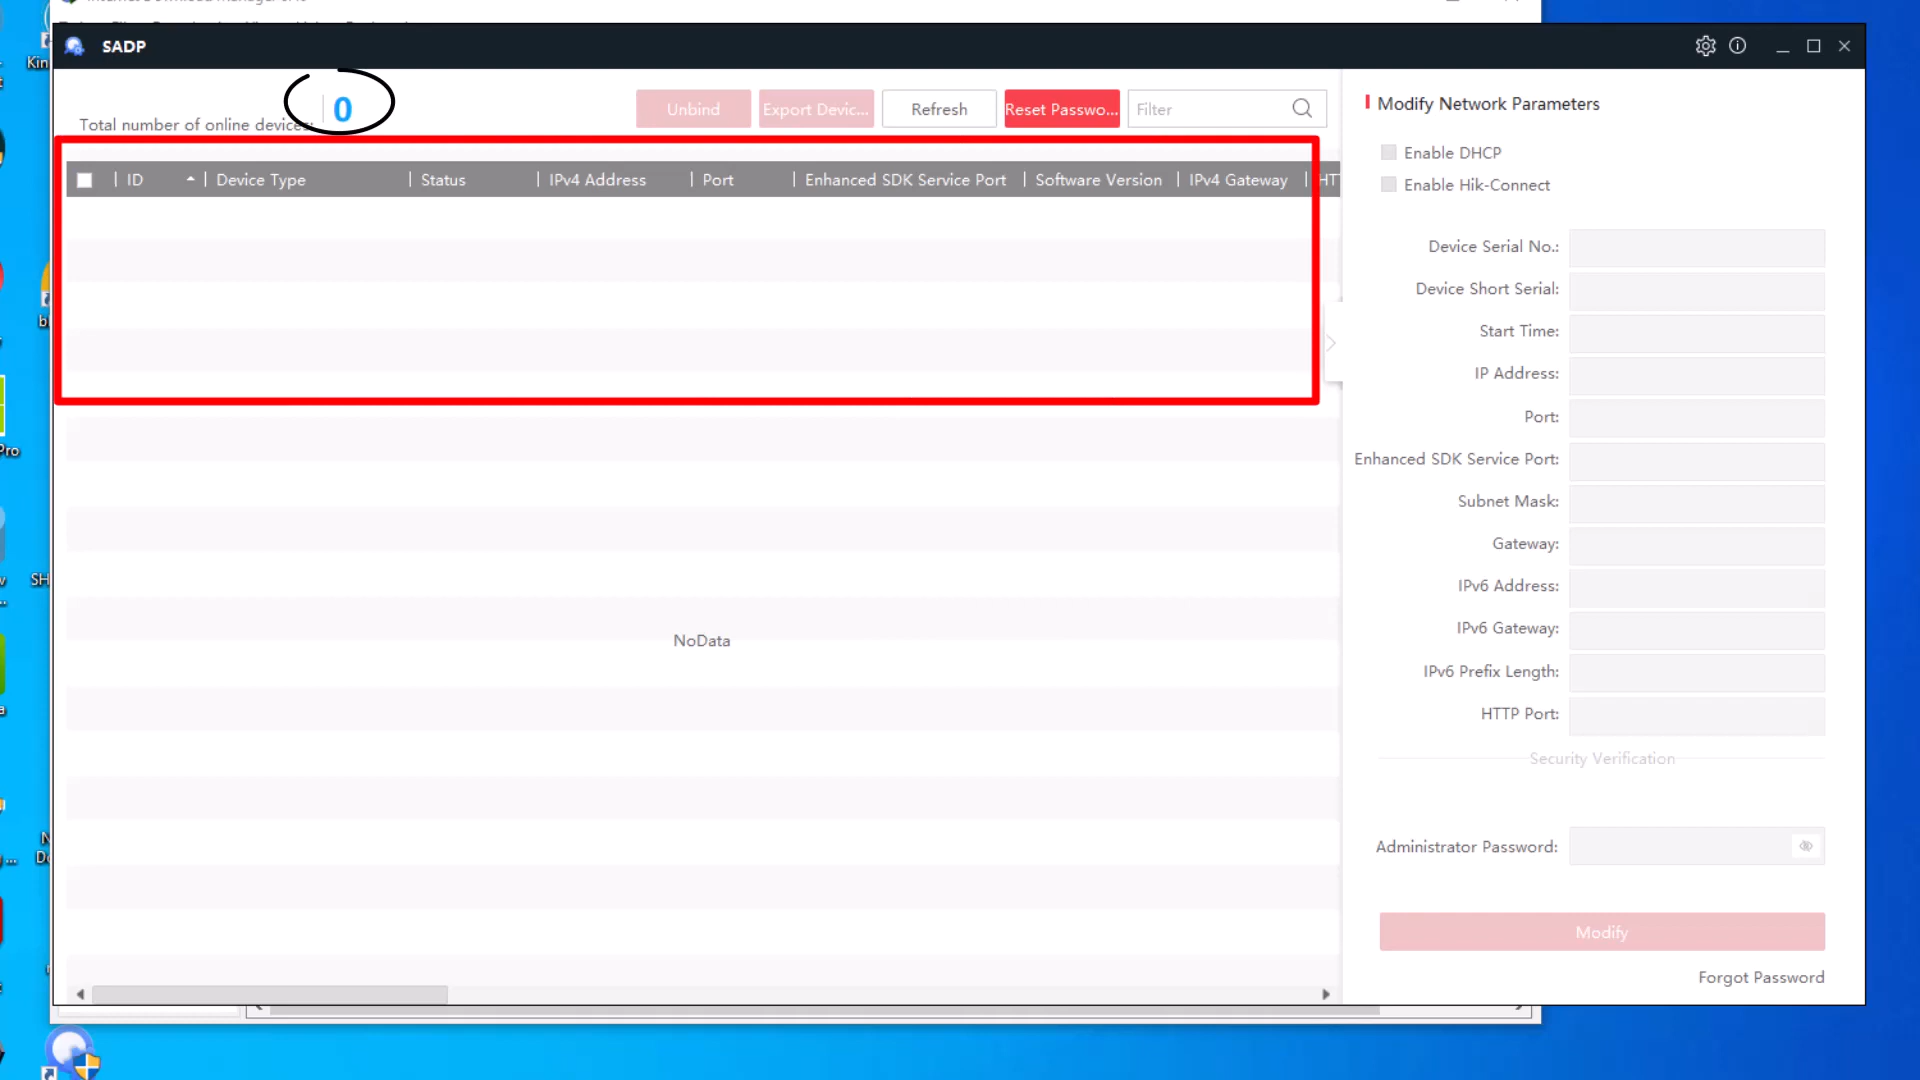 SADP
Total number of online devices:
0
Unbind
Export Devic...
Refresh
Reset Passwo...
Filter
ID
Device Type
Status
IPv4 Address
Port
Enhanced SDK Service Port
Software Version
IPv4 Gateway
NoData
Modify Network Parameters
Enable DHCP
Enable Hik-Connect
Device Serial No.:
Device Short Serial:
Start Time:
IP Address:
Port:
Enhanced SDK Service Port:
Subnet Mask:
Gateway:
IPv6 Address:
IPv6 Gateway:
IPv6 Prefix Length:
HTTP Port:
Security Verification
Administrator Password:
Modify
Forgot Password
Kin
Pro
SH